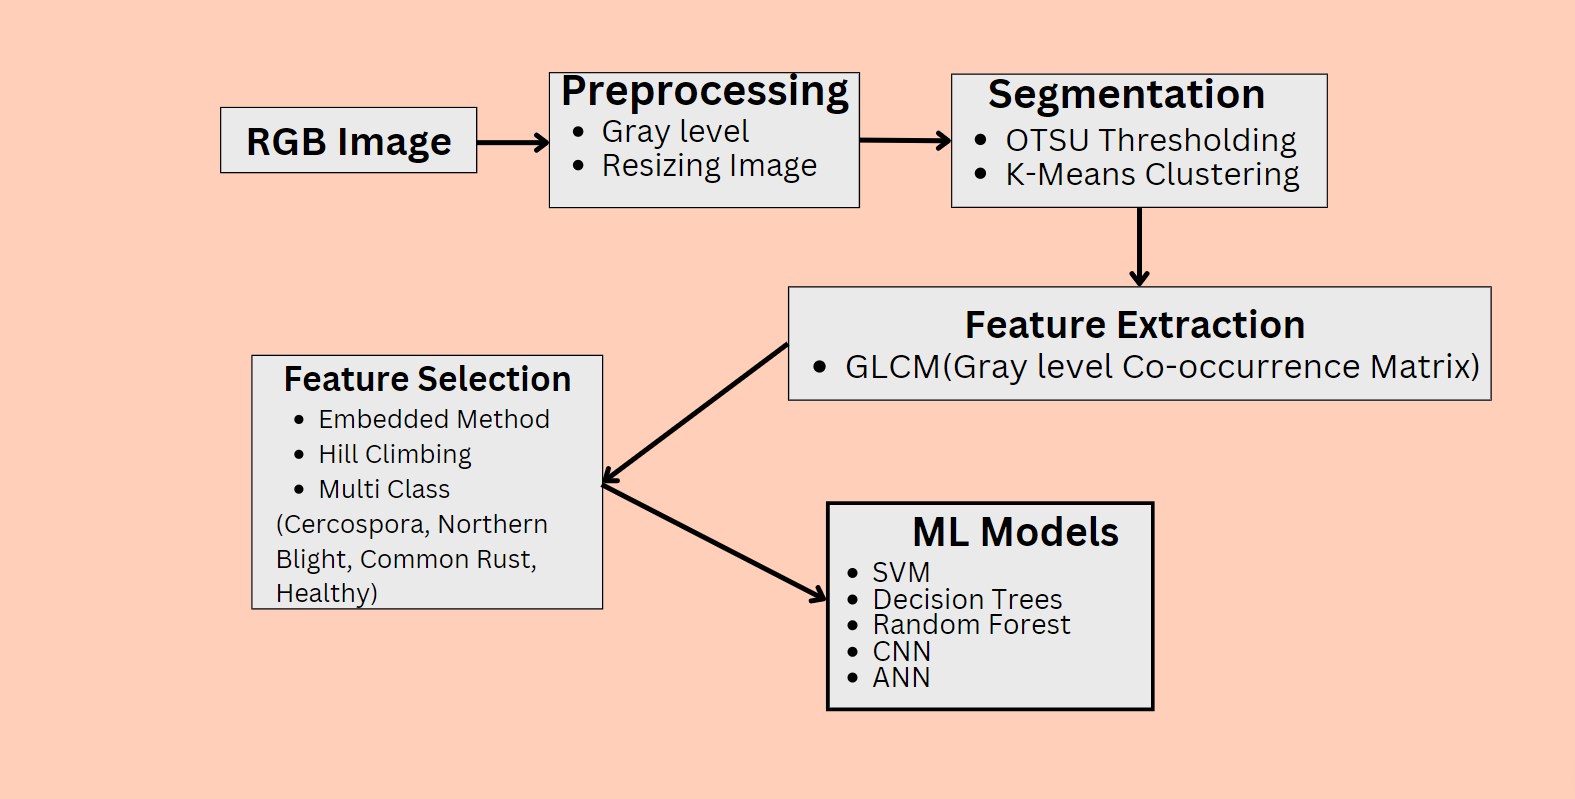 RGB Image
Preprocessing
• Gray level
• Resizing Image
Segmentation
• OTSU Thresholding
• K-Means Clustering
Feature Extraction
• GLCM(Gray level Co-occurrence Matrix)
Feature Selection
• Embedded Method
• Hill Climbing
• Multi Class
(Cercospora, Northern
Blight, Common Rust,
Healthy)
ML Models
• SVM
• Decision Trees
• Random Forest
• CNN
• ANN